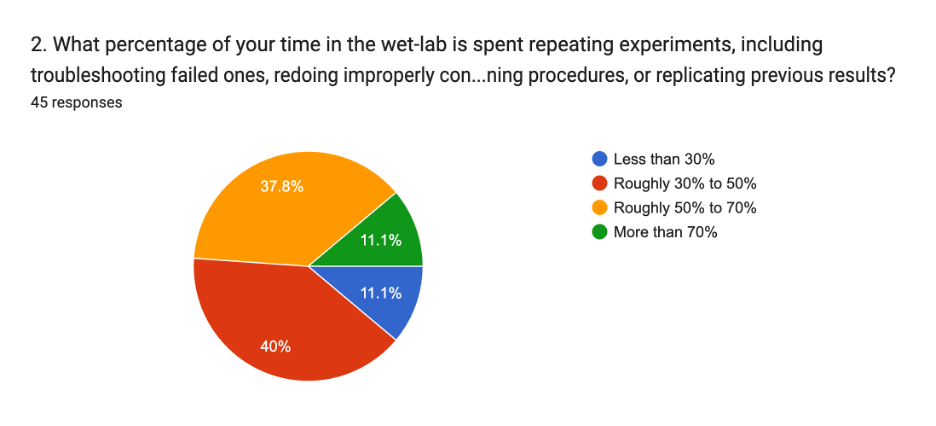 2. What percentage of your time in the wet-lab is spent repeating experiments, including
troubleshooting failed ones, redoing improperly con...ning procedures, or replicating previous results?
45 responses
Less than 30%
Roughly 30% to 50%
Roughly 50% to 70%
More than 70%
37.8%
11.1%
11.1%
40%